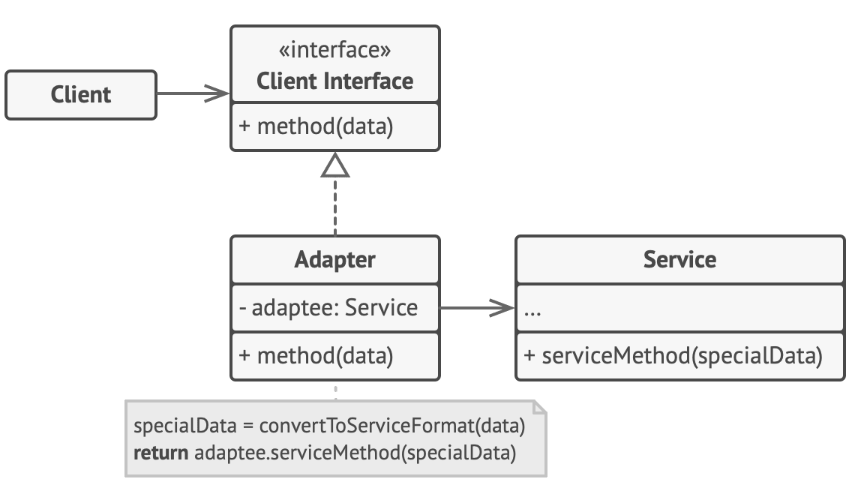 «interface»
Client Interface
Client
+ method(data)
Adapter
- adaptee: Service
+ method(data)
Service
...
+ serviceMethod(specialData)
specialData = convertToServiceFormat(data)
return adaptee.serviceMethod(specialData)